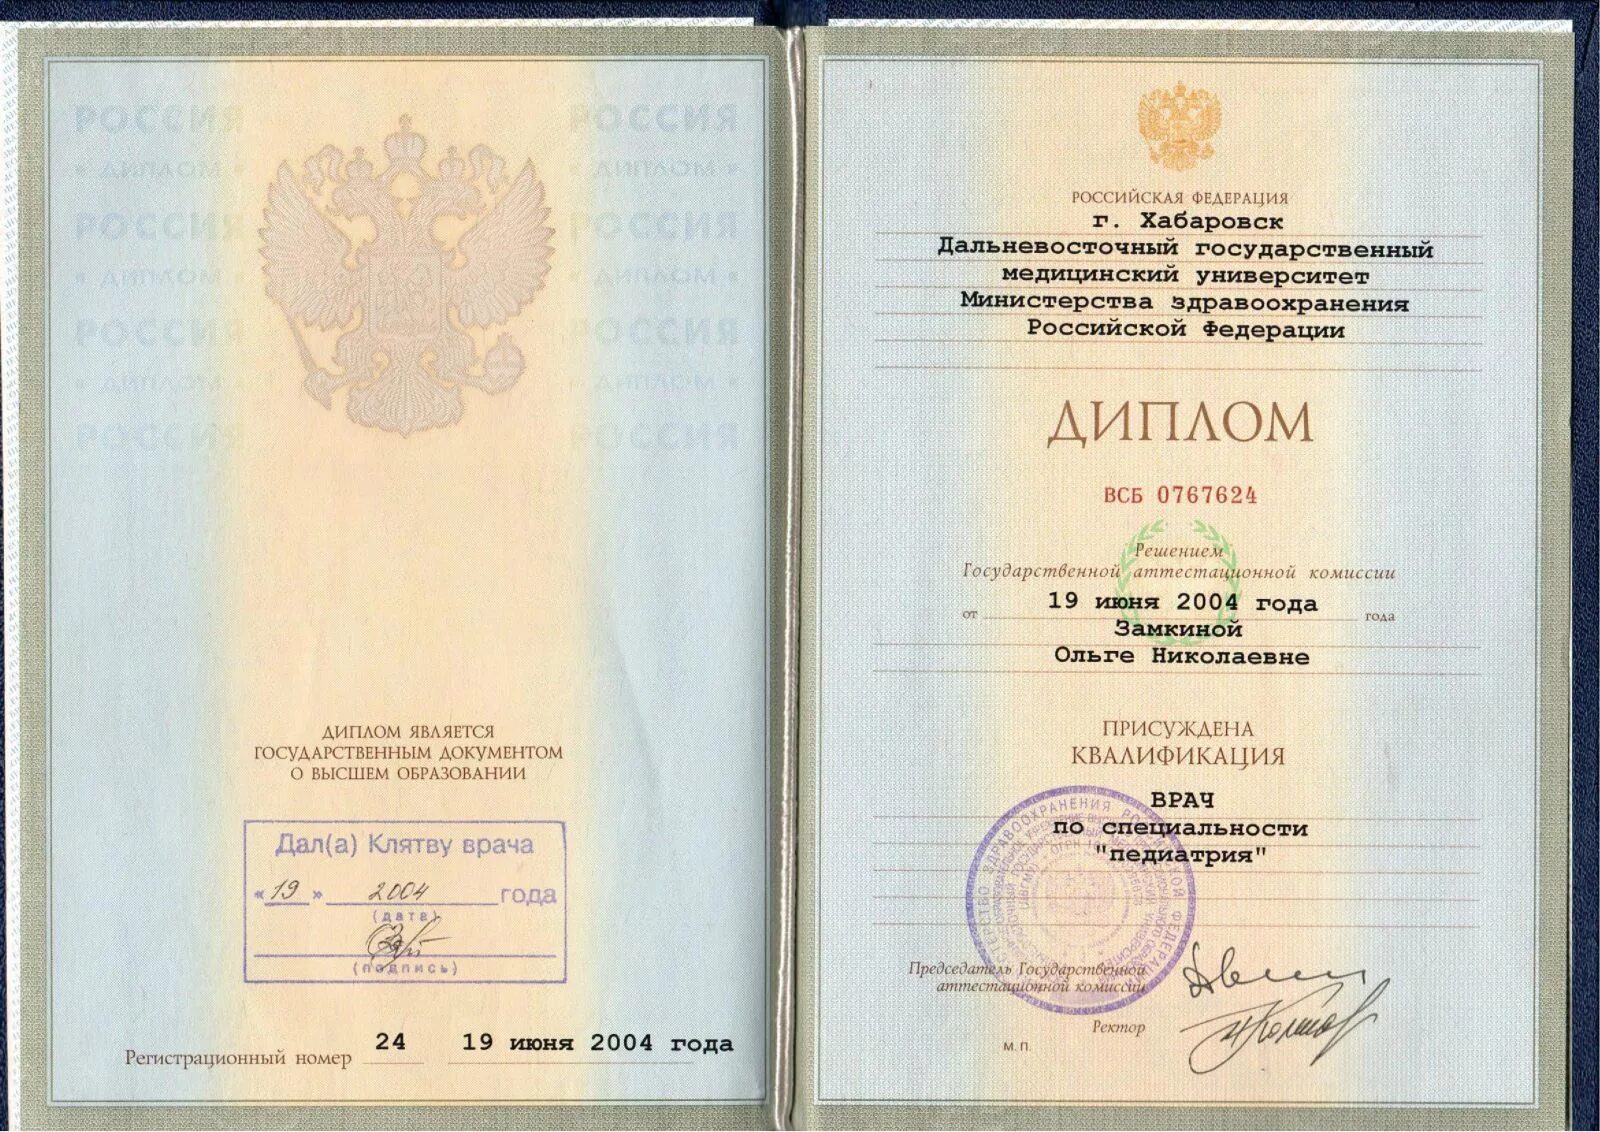 РОССИЯ РОССИЯ
• ДИПЛОМ • • ДИПЛОМ •
РОССИЯ РОССИЯ
• ДИПЛОМ • • ДИПЛОМ •
РОССИЯ РОССИЯ
• ДИПЛОМ • • ДИПЛОМ •
РОССИЯ РОССИЯ
ДИПЛОМ ЯВЛЯЕТСЯ
ГОСУДАРСТВЕННЫМ ДОКУМЕНТОМ
О ВЫСШЕМ ОБРАЗОВАНИИ
Дал(а) Клятву врача
«19» 2004 года
(дата)
(подпись)
Регистрационный номер 24 19 июня 2004 года
РОССИЙСКАЯ ФЕДЕРАЦИЯ
г. Хабаровск
Дальневосточный государственный
медицинский университет
Министерства здравоохранения
Российской Федерации
ДИПЛОМ
ВСБ 0767624
Решением
Государственной аттестационной комиссии
от 19 июня 2004 года года
Замкиной
Ольге Николаевне
ПРИСУЖДЕНА
КВАЛИФИКАЦИЯ
ВРАЧ
по специальности
"педиатрия"
Председатель Государственной
аттестационной комиссии
Ректор
М.П.